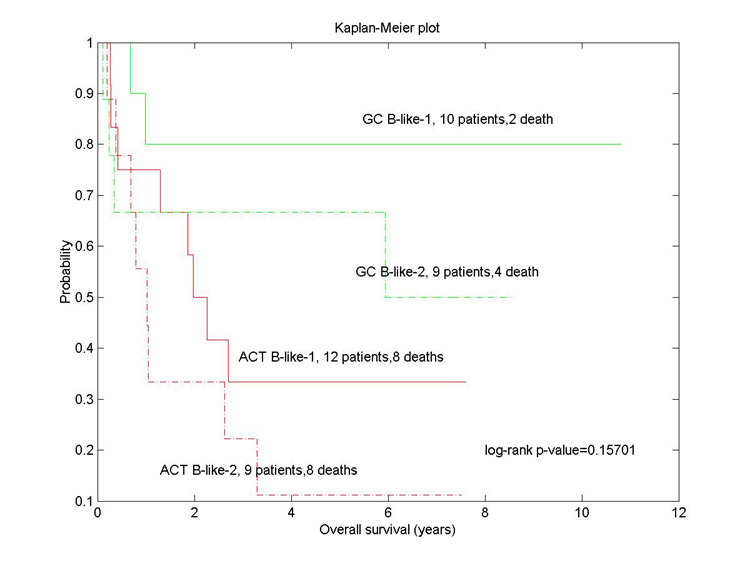 Kaplan-Meier plot
1
0.9
GC B-like-1, 10 patients,2 death
0.8
0.7
0.6
Probability
GC B-like-2, 9 patients,4 death
0.5
0.4
ACT B-like-1, 12 patients,8 deaths
0.3
0.2
log-rank p-value=0.15701
ACT B-like-2, 9 patients,8 deaths
0.1
0 2 4 6 8 10 12
Overall survival (years)